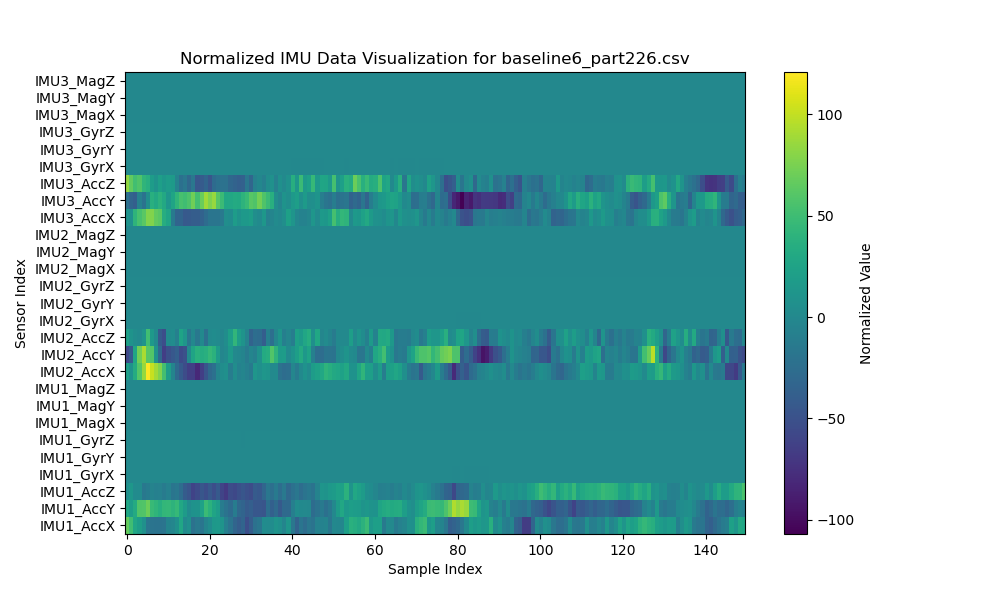 Normalized IMU Data Visualization for baseline6_part226.csv
IMU3_MagZ
IMU3_MagY
IMU3_MagX
IMU3_GyrZ
IMU3_GyrY
IMU3_GyrX
IMU3_AccZ
IMU3_AccY
IMU3_AccX
IMU2_MagZ
IMU2_MagY
IMU2_MagX
IMU2_GyrZ
IMU2_GyrY
IMU2_GyrX
IMU2_AccZ
IMU2_AccY
IMU2_AccX
IMU1_MagZ
IMU1_MagY
IMU1_MagX
IMU1_GyrZ
IMU1_GyrY
IMU1_GyrX
IMU1_AccZ
IMU1_AccY
IMU1_AccX
Sensor Index
0 20 40 60 80 100 120 140
Sample Index
100
50
0
−50
−100
Normalized Value